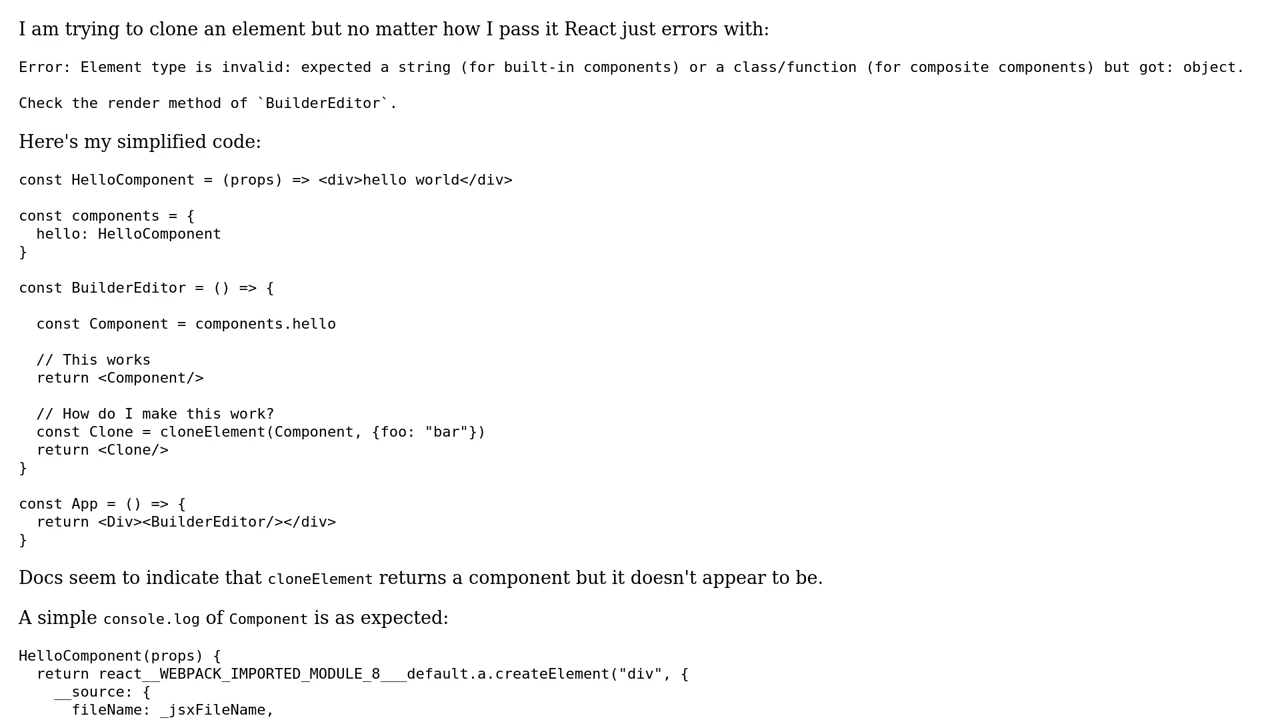 I am trying to clone an element but no matter how I pass it React just errors with:
Error: Element type is invalid: expected a string (for built-in components) or a class/function (for composite components) but got: object.
Check the render method of `BuilderEditor`.
Here's my simplified code:
const HelloComponent = (props) => <div>hello world</div>
const components = {
  hello: HelloComponent
}
const BuilderEditor = () => {
  const Component = components.hello
  // This works
  return <Component/>
  // How do I make this work?
  const Clone = cloneElement(Component, {foo: "bar"})
  return <Clone/>
}
const App = () => {
  return <Div><BuilderEditor/></div>
}
Docs seem to indicate that cloneElement returns a component but it doesn't appear to be.
A simple console.log of Component is as expected:
HelloComponent(props) {
  return react__WEBPACK_IMPORTED_MODULE_8___default.a.createElement("div", {
    __source: {
      fileName: _jsxFileName,